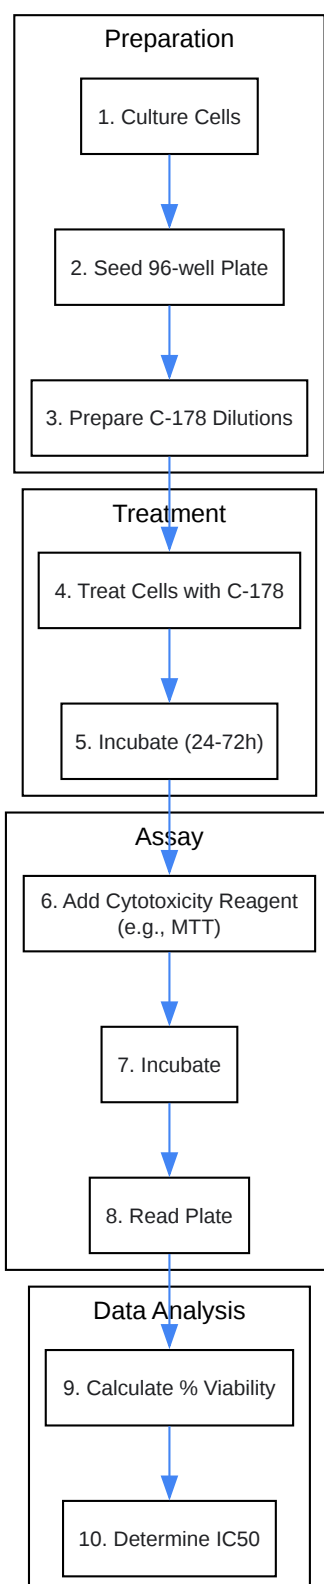 Preparation
1. Culture Cells
2. Seed 96-well Plate
3. Prepare C-178 Dilutions
Treatment
4. Treat Cells with C-178
5. Incubate (24-72h)
Assay
6. Add Cytotoxicity Reagent
(e.g., MTT)
7. Incubate
8. Read Plate
Data Analysis
9. Calculate % Viability
10. Determine IC50